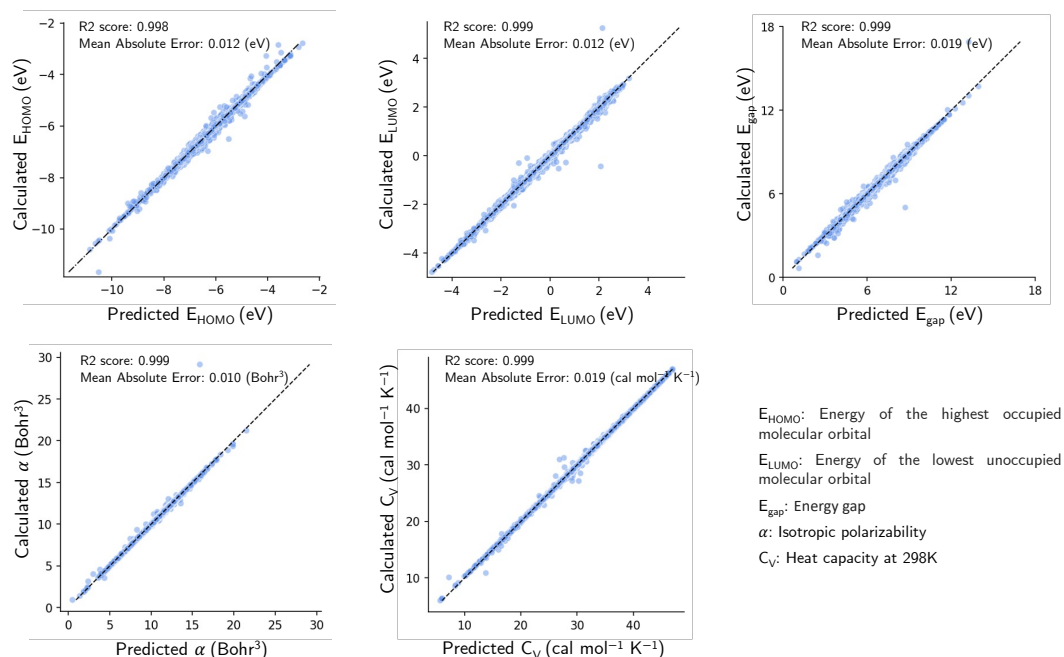 R2 score: 0.998
Mean Absolute Error: 0.012 (eV)
−2
−4
−6
−8
−10
Calculated E_HOMO (eV)
−10 −8 −6 −4 −2
Predicted E_HOMO (eV)
R2 score: 0.999
Mean Absolute Error: 0.012 (eV)
4
2
0
−2
−4
Calculated E_LUMO (eV)
−4 −2 0 2 4
Predicted E_LUMO (eV)
R2 score: 0.999
Mean Absolute Error: 0.019 (eV)
18
12
6
0
Calculated E_gap (eV)
0 6 12 18
Predicted E_gap (eV)
R2 score: 0.999
Mean Absolute Error: 0.010 (Bohr³)
30
25
20
15
10
5
0
Calculated α (Bohr³)
0 5 10 15 20 25 30
Predicted α (Bohr³)
R2 score: 0.999
Mean Absolute Error: 0.019 (cal mol⁻¹ K⁻¹)
40
30
20
10
Calculated C_V (cal mol⁻¹ K⁻¹)
10 20 30 40
Predicted C_V (cal mol⁻¹ K⁻¹)
E_HOMO: Energy of the highest occupied
molecular orbital
E_LUMO: Energy of the lowest unoccupied
molecular orbital
E_gap: Energy gap
α: Isotropic polarizability
C_V: Heat capacity at 298K